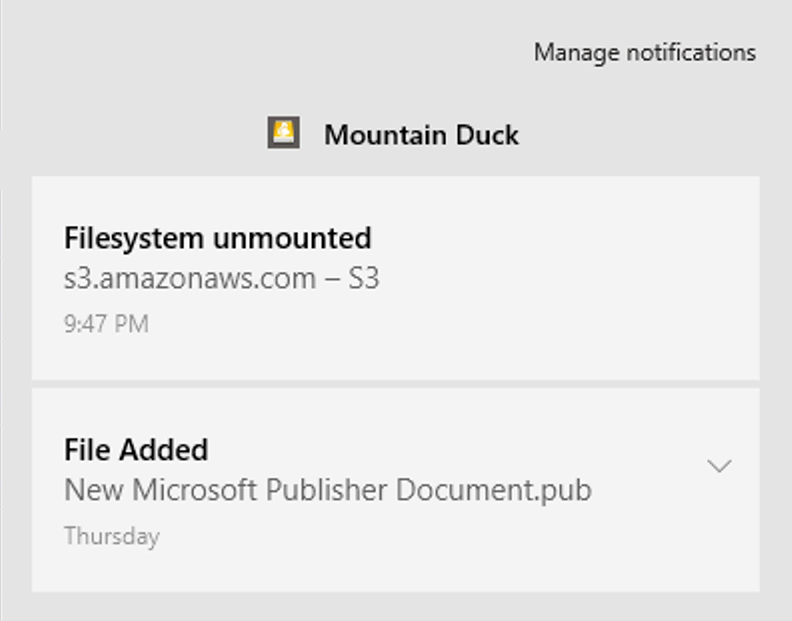 Manage notifications
Mountain Duck
Filesystem unmounted
s3.amazonaws.com – S3
9:47 PM
File Added
New Microsoft Publisher Document.pub
Thursday